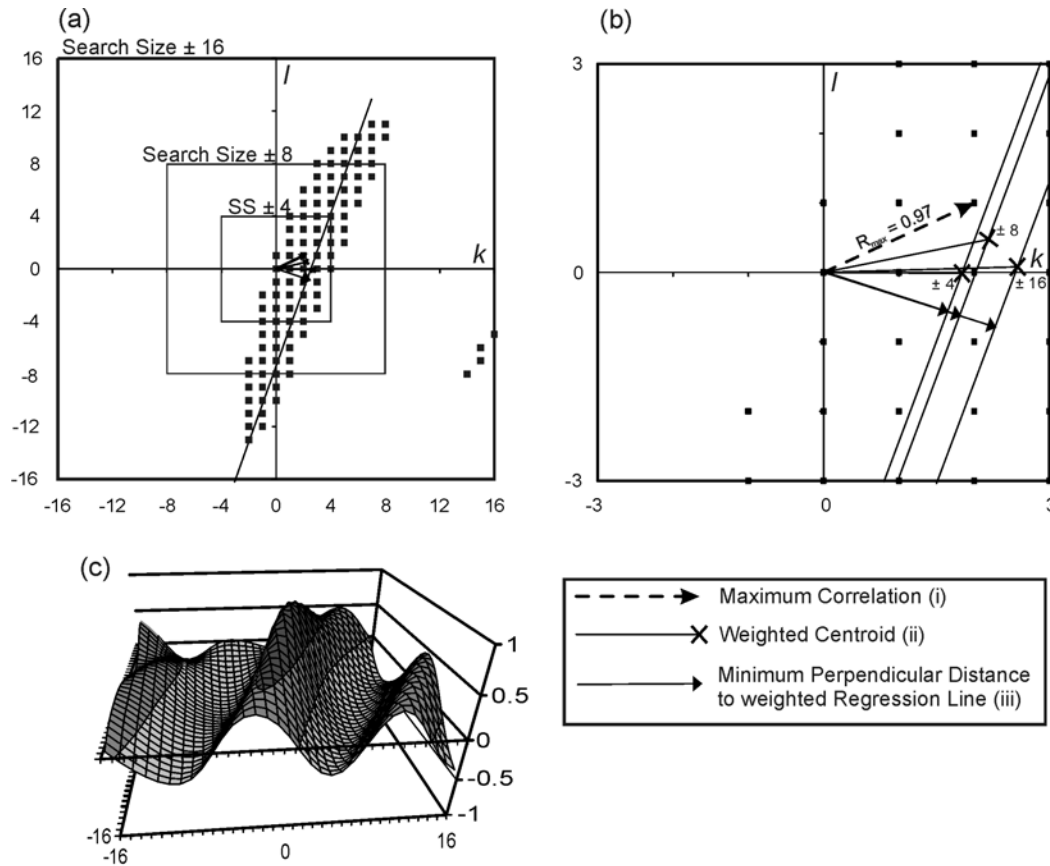 (a)
Search Size ± 16
16
12
8
4
0
-4
-8
-12
-16
l
Search Size ± 8
SS ± 4
k
-16 -12 -8 -4 0 4 8 12 16
(b)
3
0
-3
l
R_max = 0.97
± 8
k
± 4
± 16
-3 0 3
(c)
1
0.5
0
-0.5
-1
-16
-16 0 16
Maximum Correlation (i)
Weighted Centroid (ii)
Minimum Perpendicular Distance
to weighted Regression Line (iii)